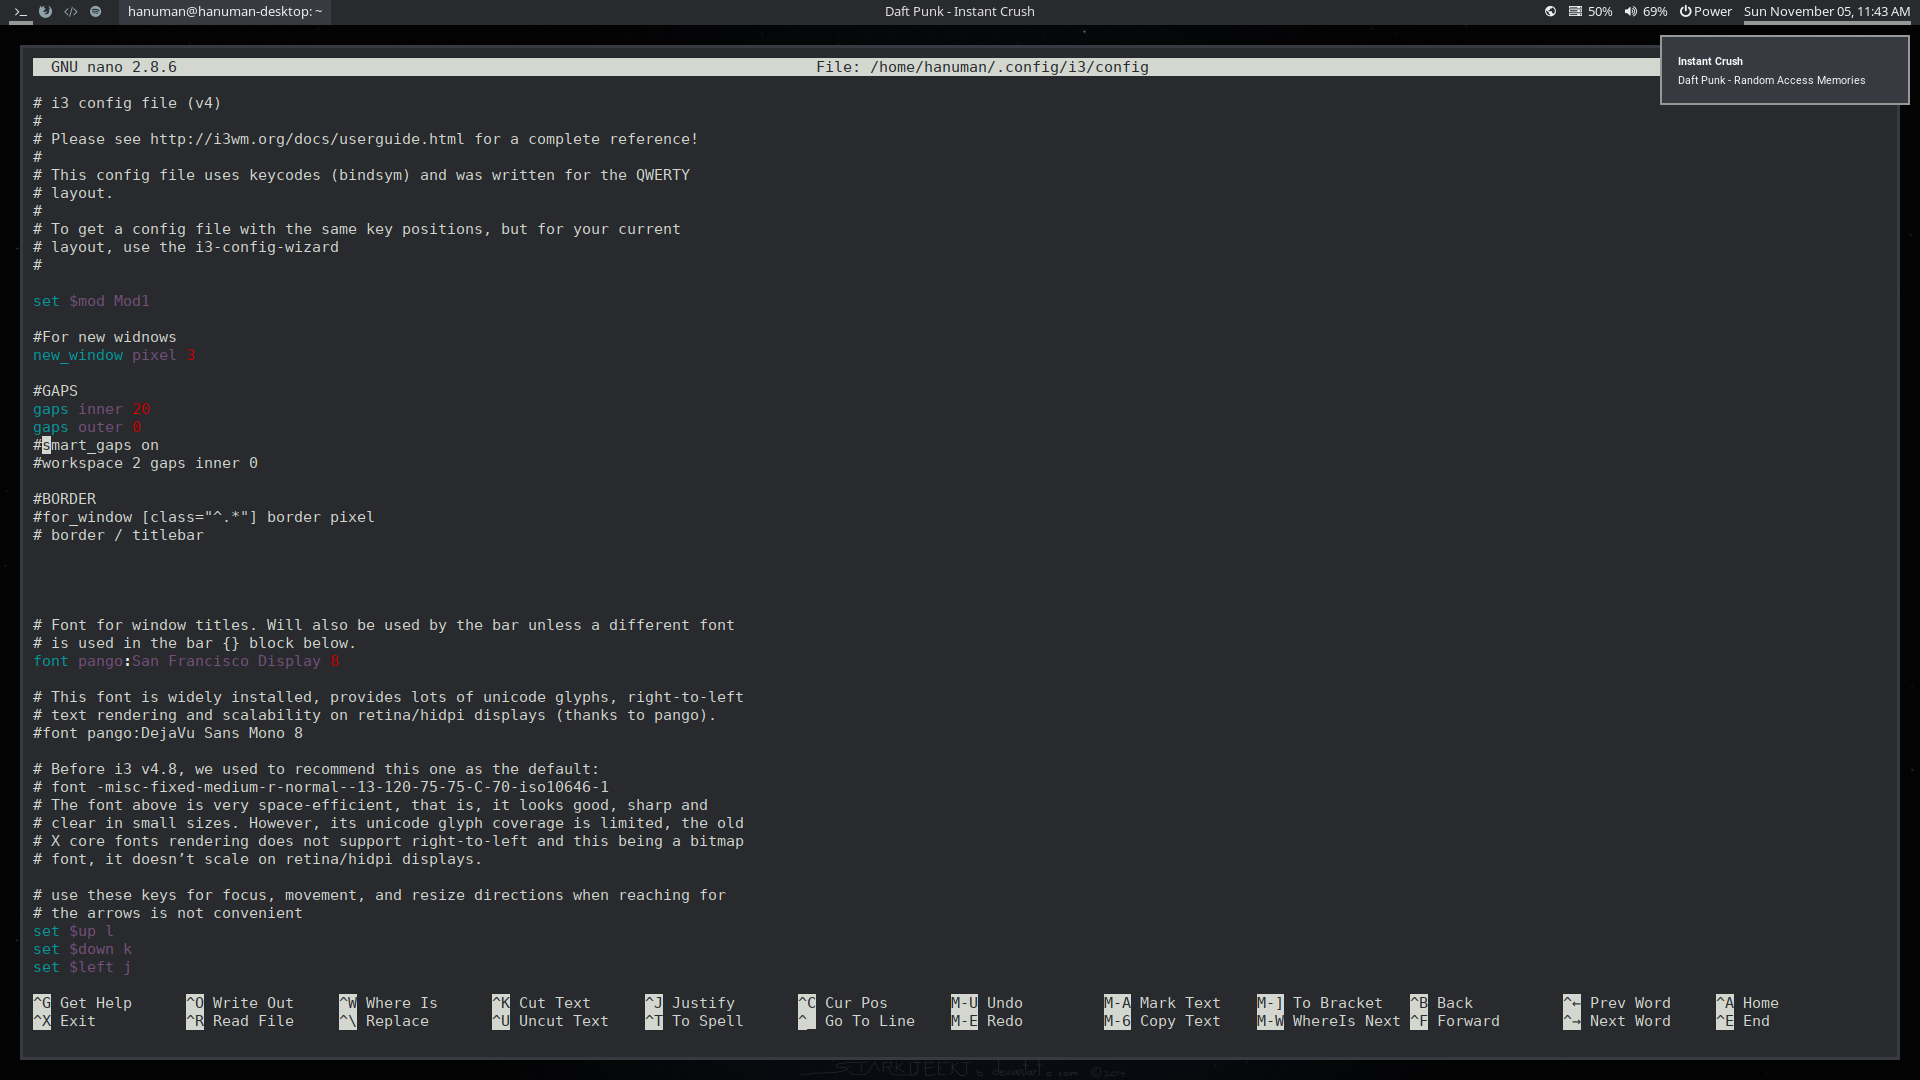 hanuman@hanuman-desktop: ~
Daft Punk - Instant Crush
50%
69%
Power
Sun November 05, 11:43 AM
Instant Crush
Daft Punk - Random Access Memories
GNU nano 2.8.6
File: /home/hanuman/.config/i3/config
# i3 config file (v4)
#
# Please see http://i3wm.org/docs/userguide.html for a complete reference!
#
# This config file uses keycodes (bindsym) and was written for the QWERTY
# layout.
#
# To get a config file with the same key positions, but for your current
# layout, use the i3-config-wizard
#
set $mod Mod1
#For new widnows
new_window pixel 3
#GAPS
gaps inner 20
gaps outer 0
#smart_gaps on
#workspace 2 gaps inner 0
#BORDER
#for_window [class="^.*"] border pixel
# border / titlebar
# Font for window titles. Will also be used by the bar unless a different font
# is used in the bar {} block below.
font pango:San Francisco Display 8
# This font is widely installed, provides lots of unicode glyphs, right-to-left
# text rendering and scalability on retina/hidpi displays (thanks to pango).
#font pango:DejaVu Sans Mono 8
# Before i3 v4.8, we used to recommend this one as the default:
# font -misc-fixed-medium-r-normal--13-120-75-75-C-70-iso10646-1
# The font above is very space-efficient, that is, it looks good, sharp and
# clear in small sizes. However, its unicode glyph coverage is limited, the old
# X core fonts rendering does not support right-to-left and this being a bitmap
# font, it doesn’t scale on retina/hidpi displays.
# use these keys for focus, movement, and resize directions when reaching for
# the arrows is not convenient
set $up l
set $down k
set $left j
^G Get Help ^O Write Out ^W Where Is ^K Cut Text ^J Justify ^C Cur Pos M-U Undo M-A Mark Text M-] To Bracket ^B Back ^← Prev Word ^A Home
^X Exit ^R Read File ^\ Replace ^U Uncut Text ^T To Spell ^_ Go To Line M-E Redo M-6 Copy Text M-W WhereIs Next ^F Forward ^→ Next Word ^E End